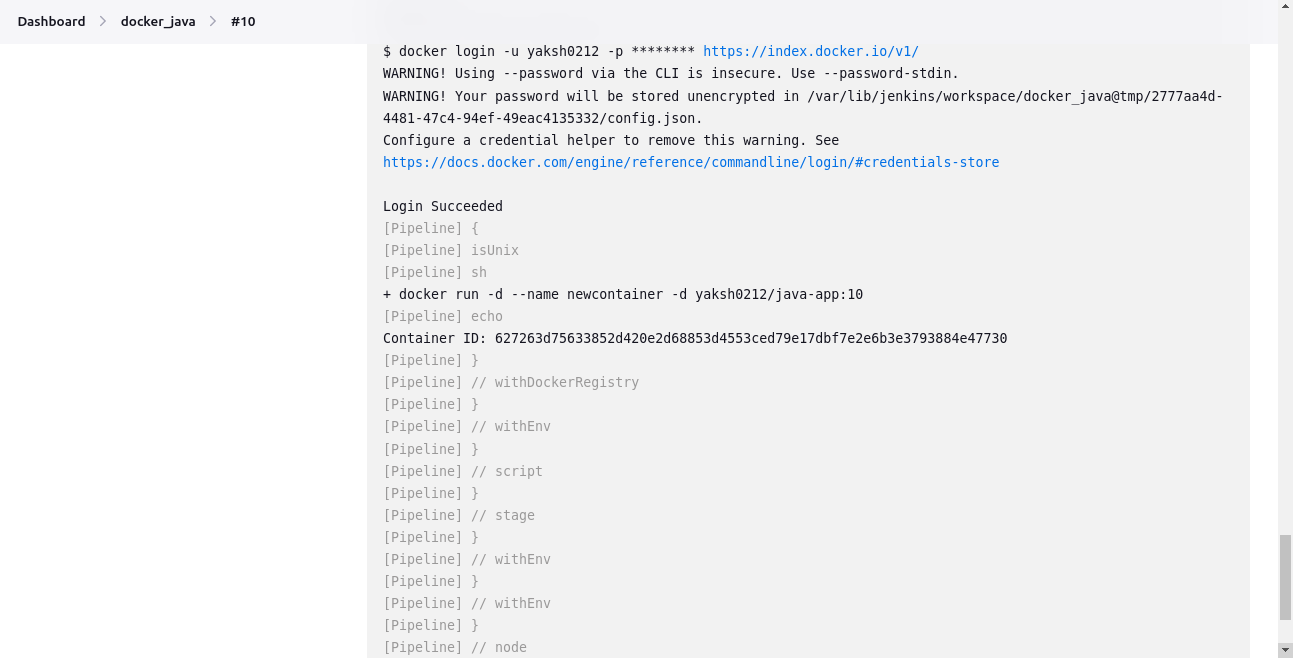 Dashboard > docker_java > #10
$ docker login -u yaksh0212 -p ******** https://index.docker.io/v1/
WARNING! Using --password via the CLI is insecure. Use --password-stdin.
WARNING! Your password will be stored unencrypted in /var/lib/jenkins/workspace/docker_java@tmp/2777aa4d-
4481-47c4-94ef-49eac4135332/config.json.
Configure a credential helper to remove this warning. See
https://docs.docker.com/engine/reference/commandline/login/#credentials-store
Login Succeeded
[Pipeline] {
[Pipeline] isUnix
[Pipeline] sh
+ docker run -d --name newcontainer -d yaksh0212/java-app:10
[Pipeline] echo
Container ID: 627263d75633852d420e2d68853d4553ced79e17dbf7e2e6b3e3793884e47730
[Pipeline] }
[Pipeline] // withDockerRegistry
[Pipeline] }
[Pipeline] // withEnv
[Pipeline] }
[Pipeline] // script
[Pipeline] }
[Pipeline] // stage
[Pipeline] }
[Pipeline] // withEnv
[Pipeline] }
[Pipeline] // withEnv
[Pipeline] }
[Pipeline] // node